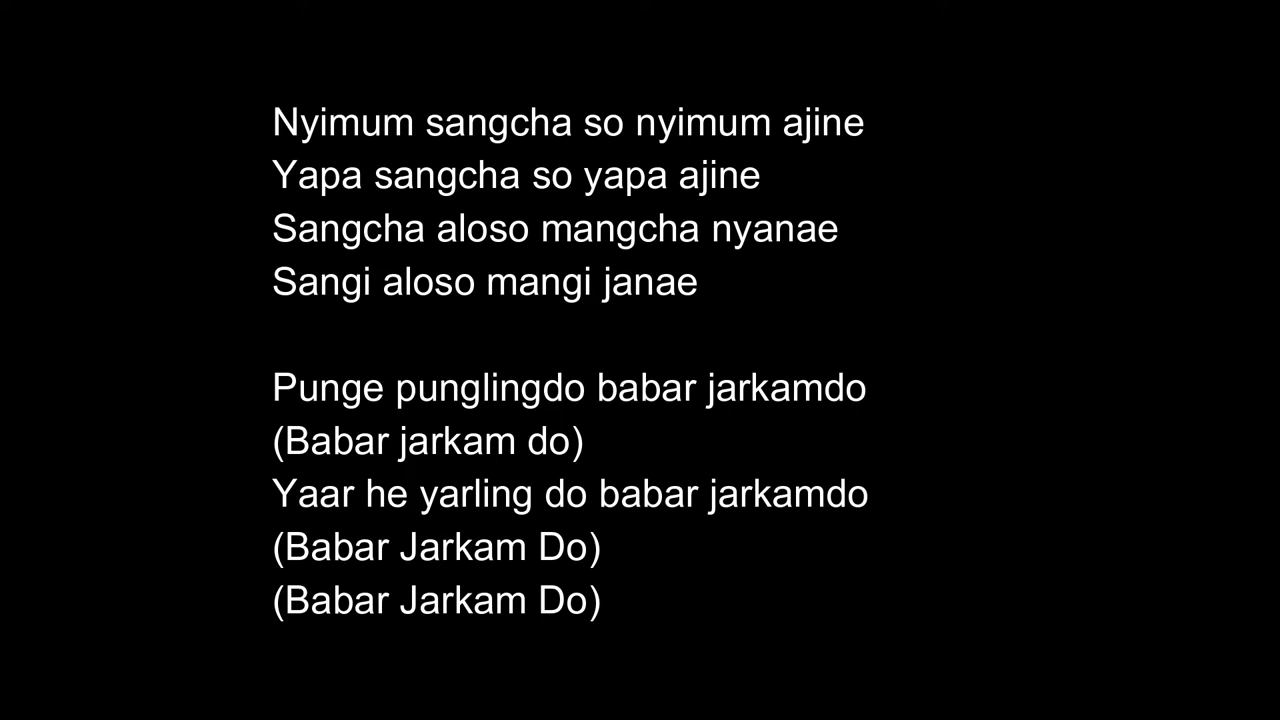 Nyimum sangcha so nyimum ajine
Yapa sangcha so yapa ajine
Sangcha aloso mangcha nyanae
Sangi aloso mangi janae
Punge punglingdo babar jarkamdo
(Babar jarkam do)
Yaar he yarling do babar jarkamdo
(Babar Jarkam Do)
(Babar Jarkam Do)